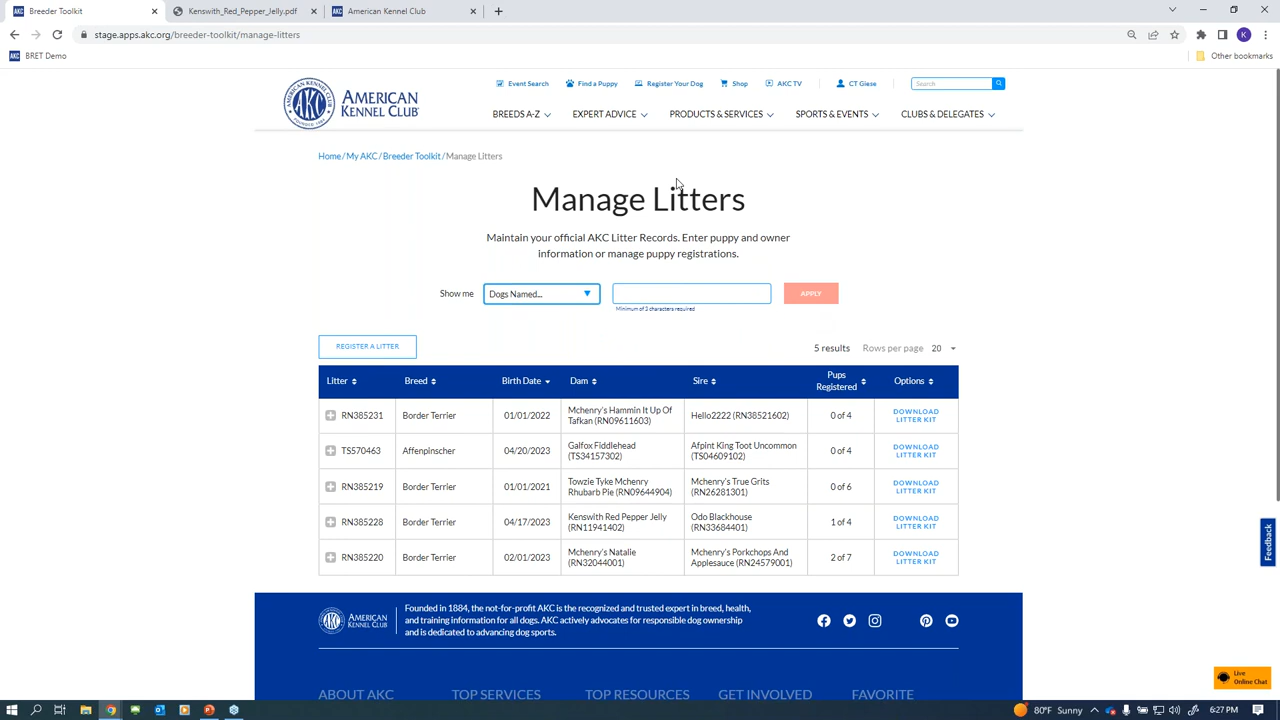 Breeder Toolkit
Kenswith_Red_Pepper_Jelly.pdf
American Kennel Club Litters
stage.apps.akc.org/breeder-toolkit/manage-litters
K
AKC BRET Demo
Other bookmarks
Event Search
Find a Puppy
Register Your Dog
Shop
AKC TV
CT Giese
Search
AMERICAN
KENNEL CLUB
BREEDS A-Z
EXPERT ADVICE
PRODUCTS & SERVICES
SPORTS & EVENTS
CLUBS & DELEGATES
Home/My AKC/Breeder Toolkit/Manage Litters
Manage Litters
Maintain your official AKC Litter Records. Enter puppy and owner
information or manage puppy registrations.
Show me
Dogs Named...
APPLY
Minimum of 3 characters required
REGISTER A LITTER
5 results
Rows per page
20
Litter
Breed
Birth Date
Dam
Sire
Pups
Registered
Options
RN385231
Border Terrier
01/01/2022
Mchenry's Hammin It Up Of
Tafkan (RN09611603)
Hello2222 (RN38521602)
0 of 4
DOWNLOAD
LITTER KIT
TS570463
Affenpinscher
04/20/2023
Galfox Fiddlehead
(TS34157302)
Afpint King Toot Uncommon
(TS04609102)
0 of 4
DOWNLOAD
LITTER KIT
RN385219
Border Terrier
01/01/2021
Towzie Tyke Mchenry
Rhubarb Pie (RN09644904)
Mchenry's True Grits
(RN26281301)
0 of 6
DOWNLOAD
LITTER KIT
RN385228
Border Terrier
04/17/2023
Kenswith Red Pepper Jelly
(RN11941402)
Odo Blackhouse
(RN33684401)
1 of 4
DOWNLOAD
LITTER KIT
RN385220
Border Terrier
02/01/2023
Mchenry's Natalie
(RN32044001)
Mchenry's Porkchops And
Applesauce (RN24579001)
2 of 7
DOWNLOAD
LITTER KIT
Feedback
AMERICAN
KENNEL CLUB
Founded in 1884, the not-for-profit AKC is the recognized and trusted expert in breed, health,
and training information for all dogs. AKC actively advocates for responsible dog ownership
and is dedicated to advancing dog sports.
Live
Online Chat
ABOUT AKC
TOP SERVICES
TOP RESOURCES
GET INVOLVED
FAVORITE
80°F Sunny
6:27 PM